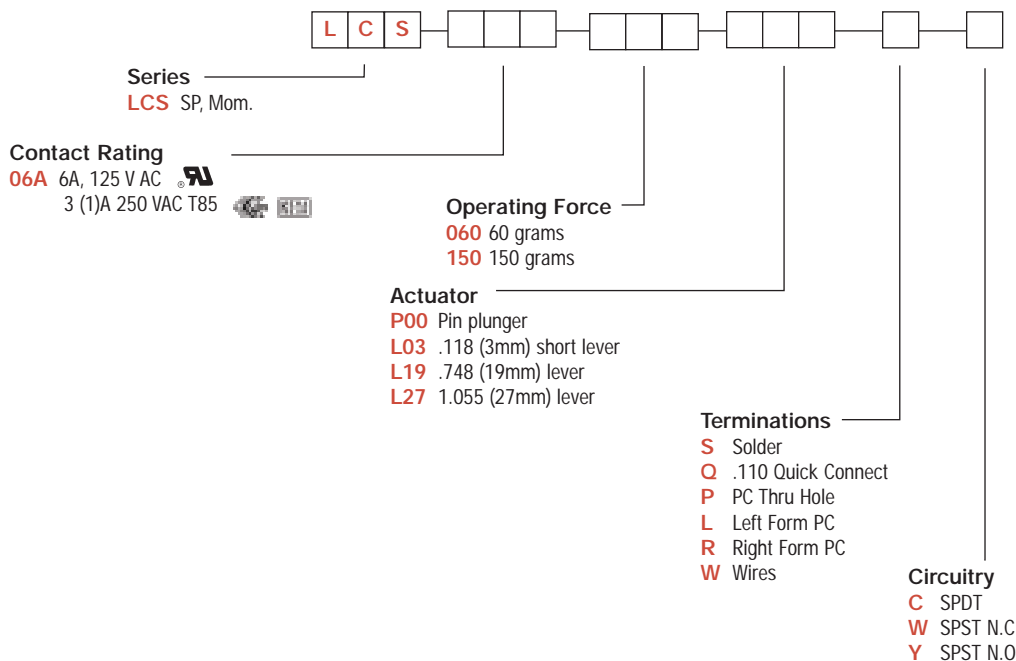 L C S
Series
LCS SP, Mom.
Contact Rating
06A 6A, 125 V AC ® RU
3 (1)A 250 VAC T85
Operating Force
060 60 grams
150 150 grams
Actuator
P00 Pin plunger
L03 .118 (3mm) short lever
L19 .748 (19mm) lever
L27 1.055 (27mm) lever
Terminations
S Solder
Q .110 Quick Connect
P PC Thru Hole
L Left Form PC
R Right Form PC
W Wires
Circuitry
C SPDT
W SPST N.C
Y SPST N.O